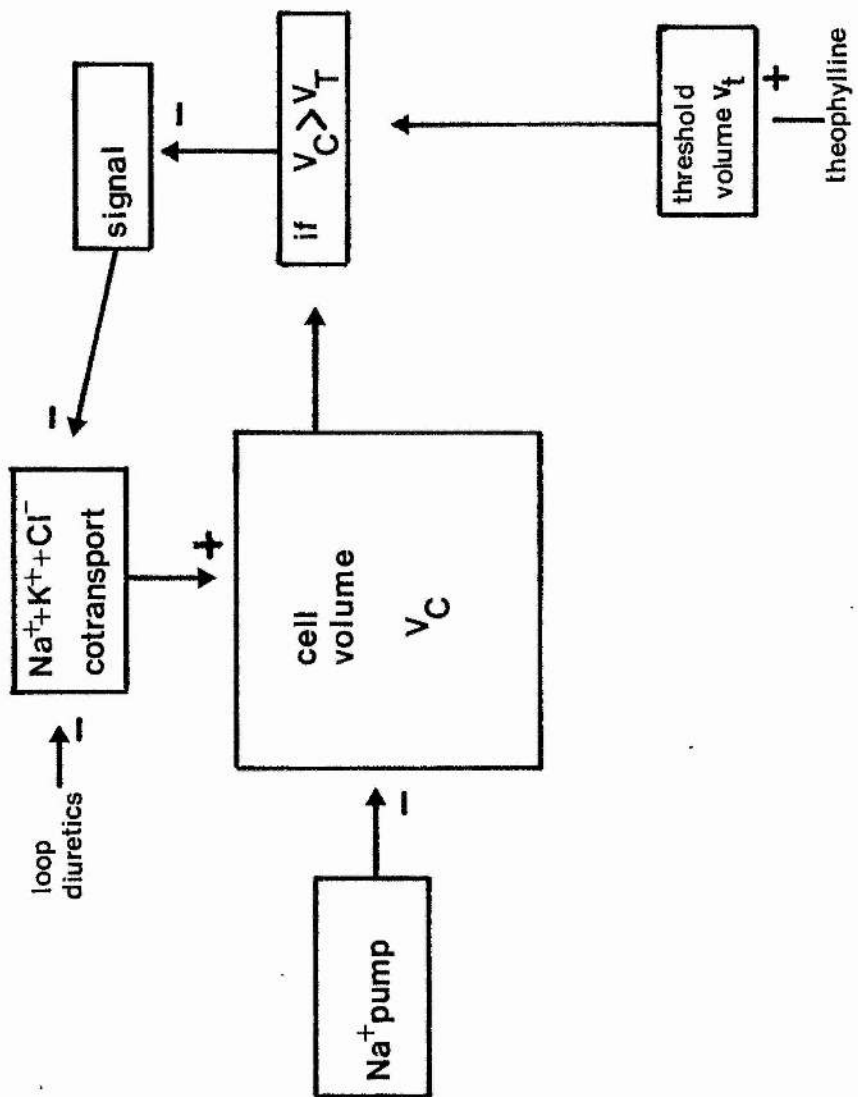 loop
diuretics
Na⁺+K⁺+Cl⁻
cotransport
signal
Na⁺pump
cell
volume
V_C
if V_C>V_T
threshold
volume V_t
theophylline
+
-
-
-
-
+